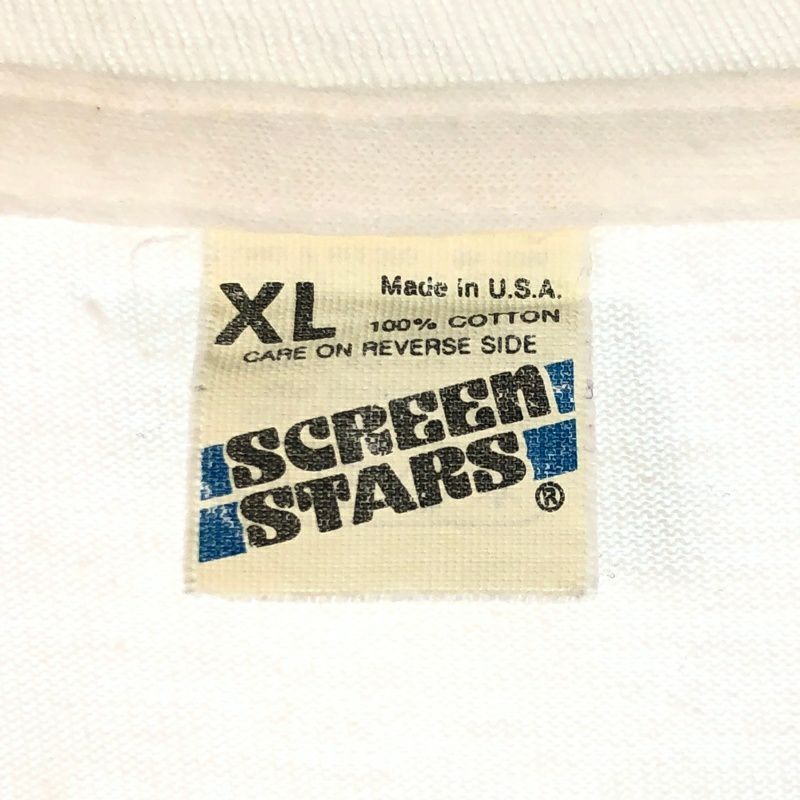 XL Made in U.S.A.
100% COTTON
CARE ON REVERSE SIDE
SCREEN
STARS ®